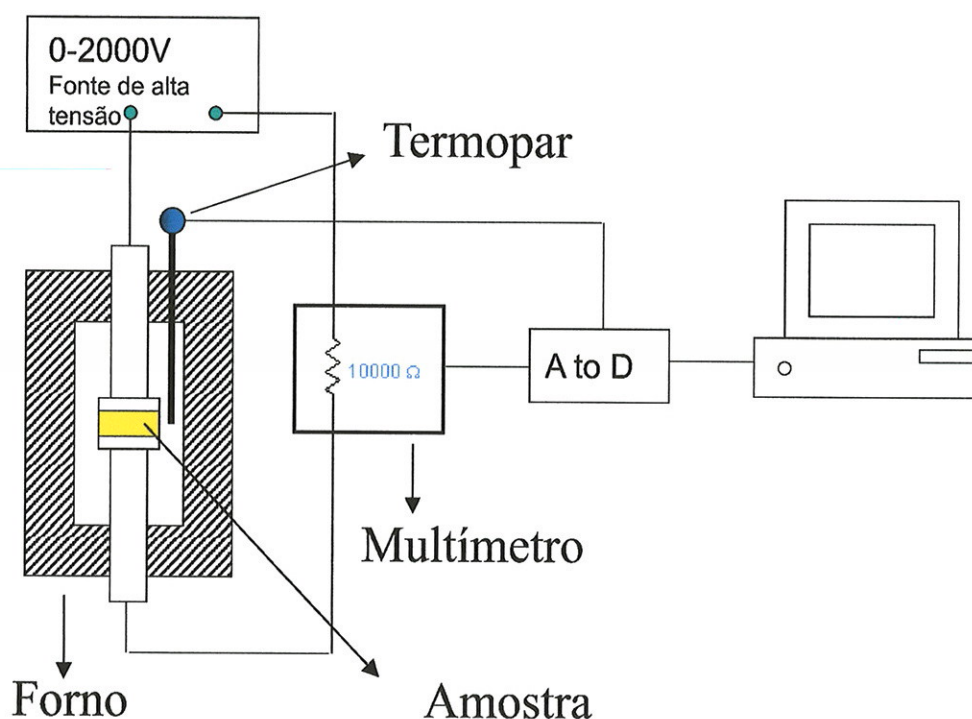 0-2000V
Fonte de alta
tensão
Termopar
10000 Ω
A to D
Multímetro
Forno
Amostra